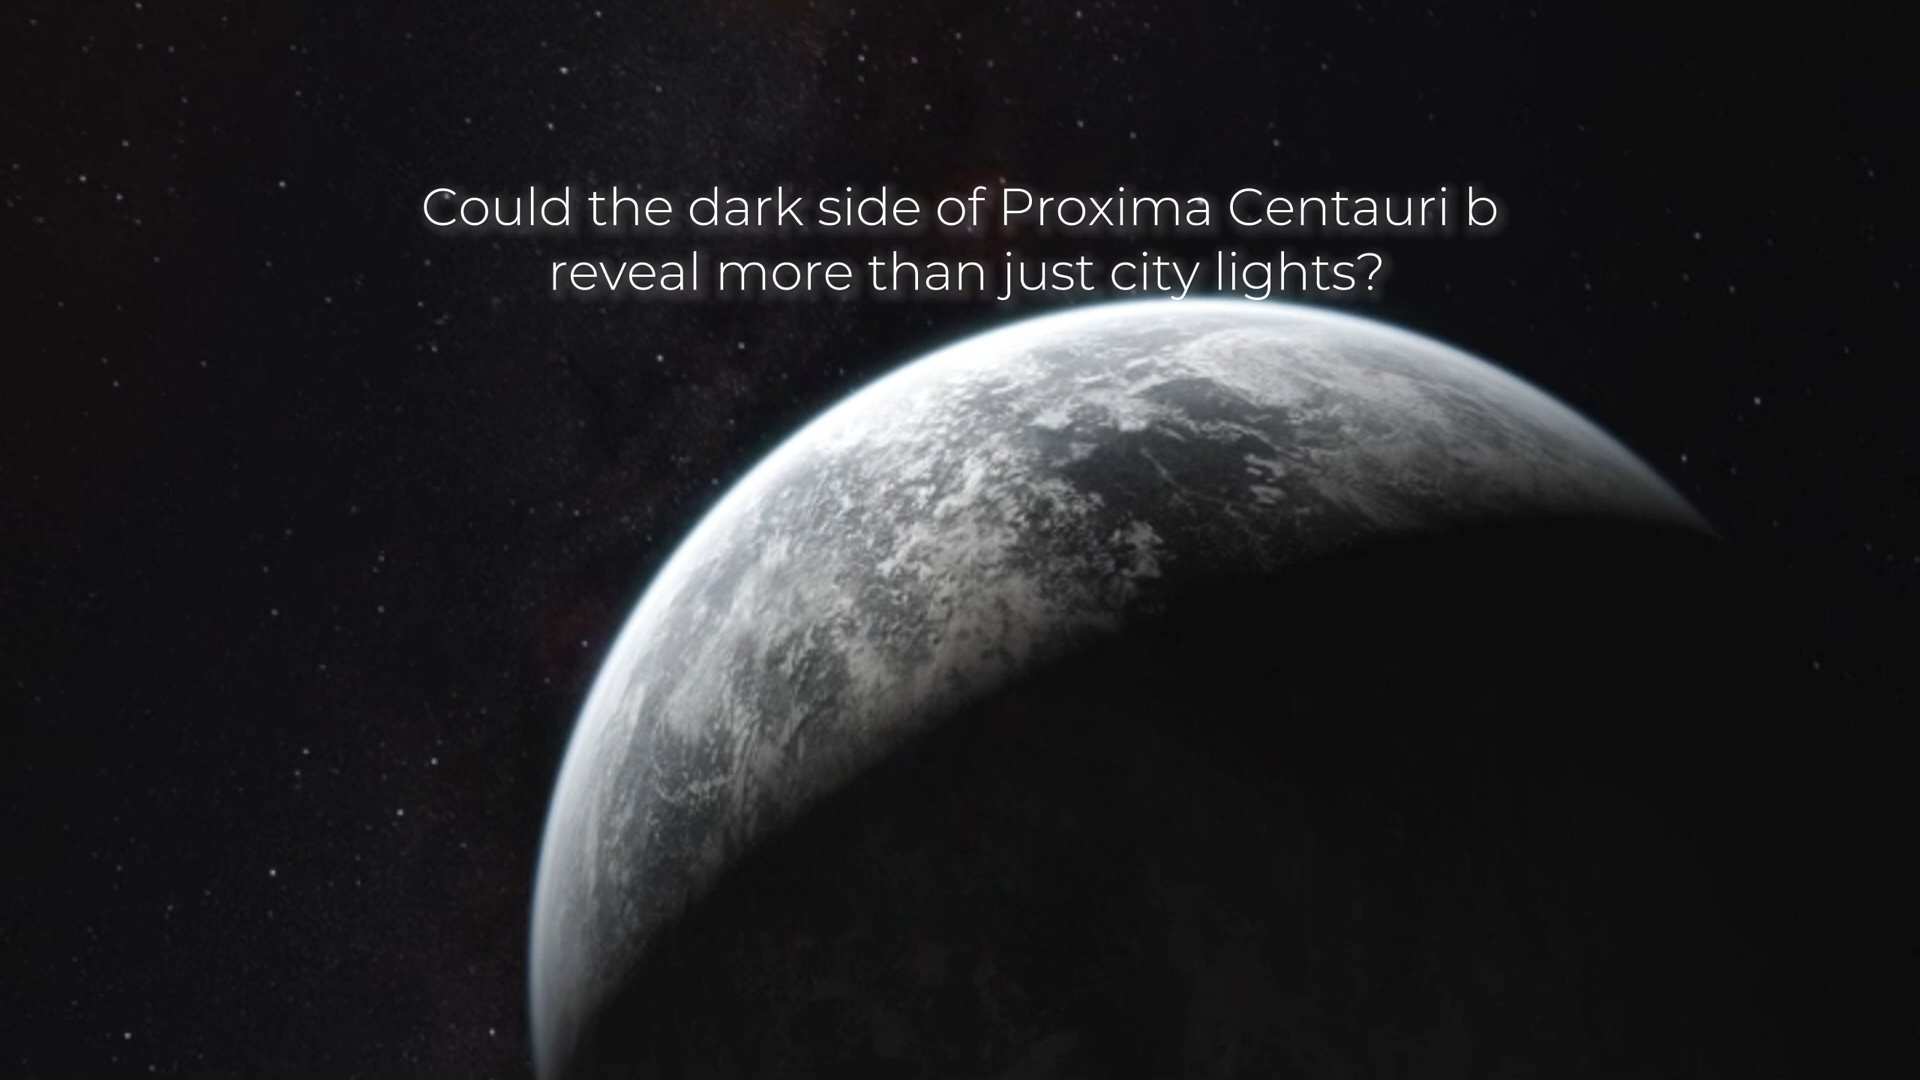 Could the dark side of Proxima Centauri b
reveal more than just city lights?